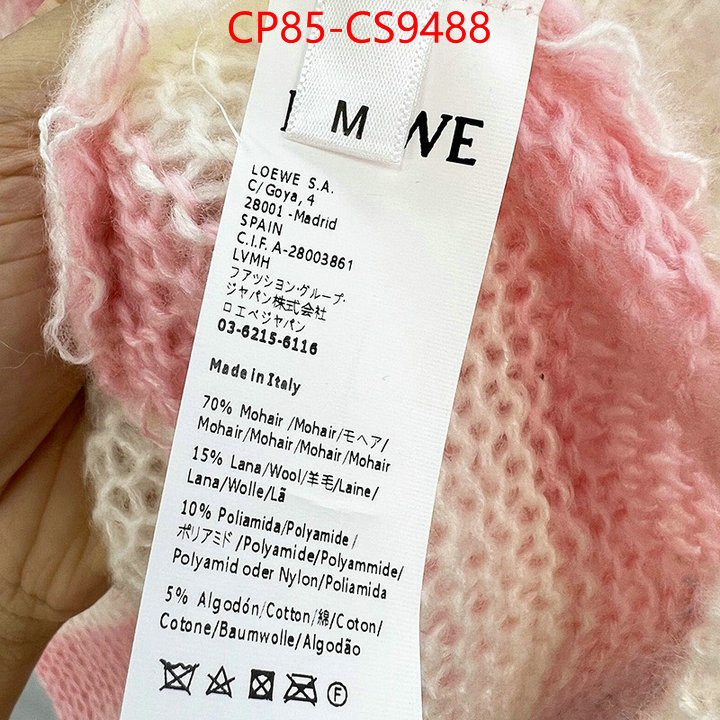 CP85-CS9488
M
WE
LOEWE S.A.
C/Goya, 4
28001 -Madrid
SPAIN
C.I.F. A-28003861
LVMH
ファッション·グループ·
ジャパン株式会社
ロエベジャパン
03-6215-6116
Made in Italy
70% Mohair /Mohair/モヘア/
Mohair/Mohair/Mohair/Mohair
15% Lana/Wool/羊毛/Laine/
Lana/Wolle/Lã
10% Poliamida/Polyamide /
ポリアミド /Polyamide/Polyammide/
Polyamid oder Nylon/Poliamida
5% Algodón/Cotton/綿/Coton/
Cotone/Baumwolle/Algodão
F